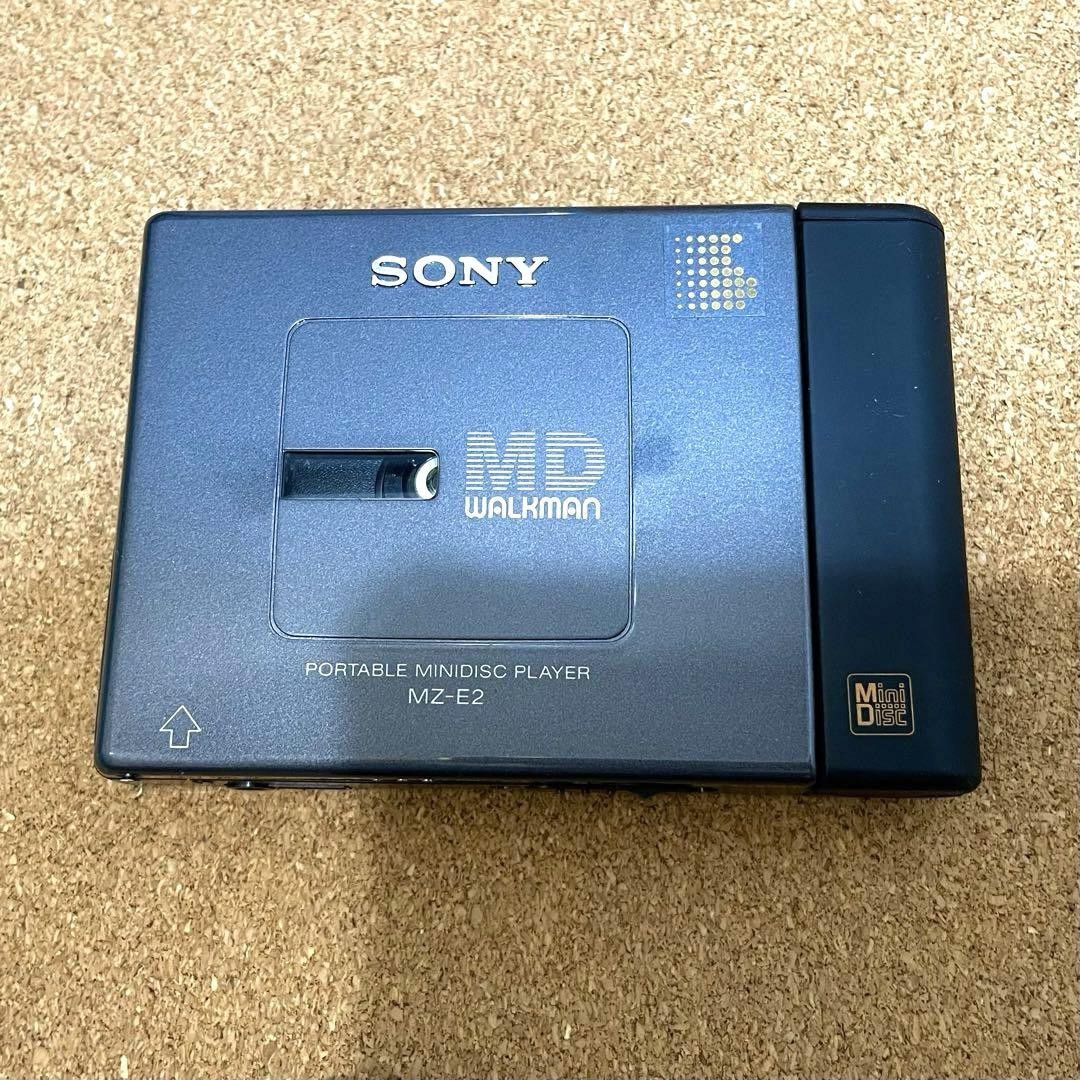 SONY
MD
WALKMAN
PORTABLE MINIDISC PLAYER
MZ-E2
Mini
Disc